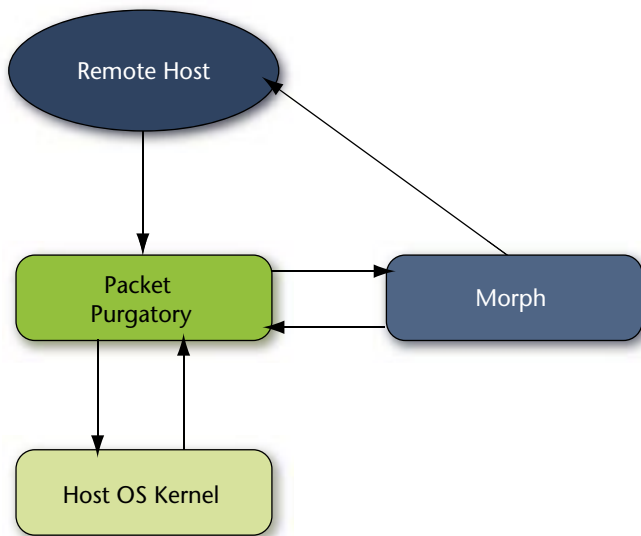 Remote Host
Packet
Purgatory
Morph
Host OS Kernel